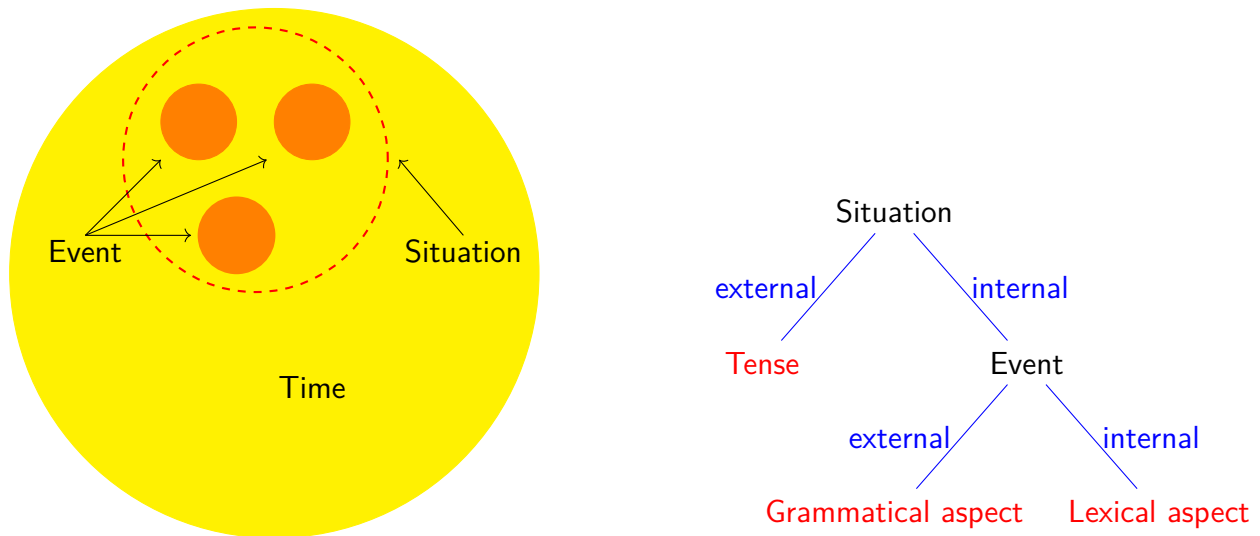 Event
Situation
Time
Situation
external
internal
Tense
Event
external
internal
Grammatical aspect
Lexical aspect